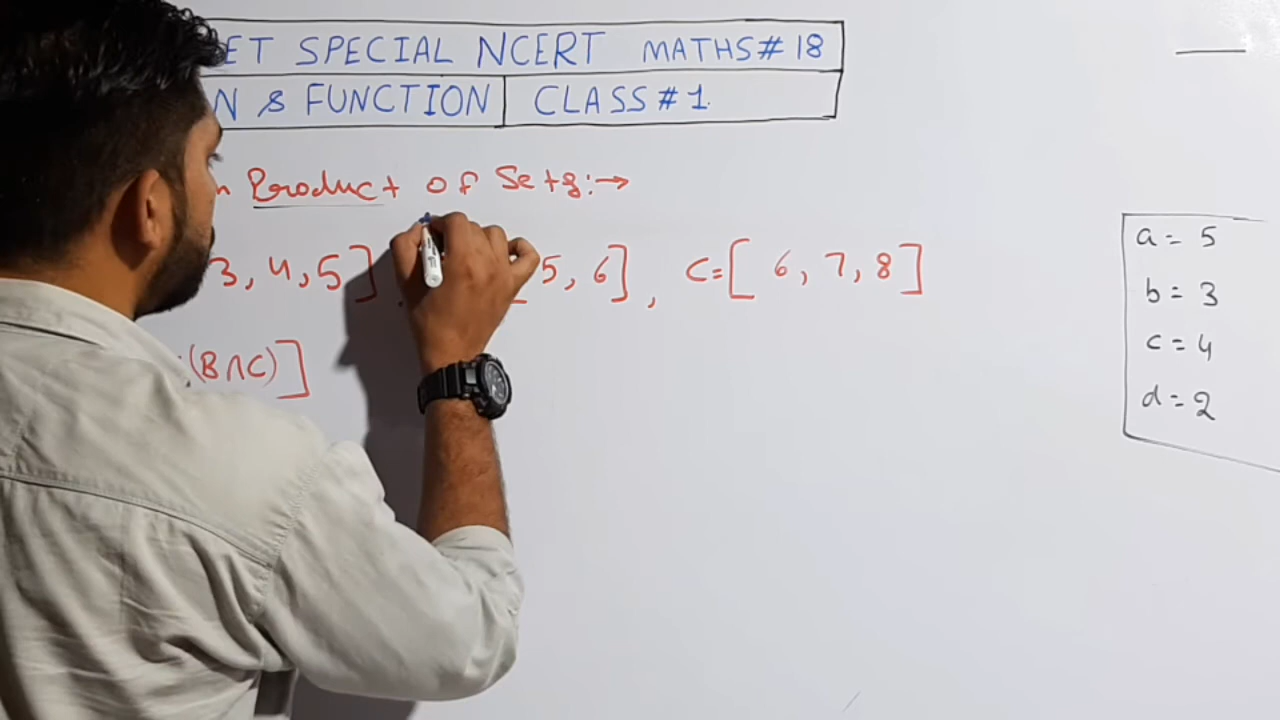 ET SPECIAL NCERT MATHS # 18
N & FUNCTION CLASS # 1.
n Product of Sets:→
3, 4, 5] , 5, 6] , C=[ 6, 7, 8]
(B∩C)]
a = 5
b = 3
c = 4
d = 2